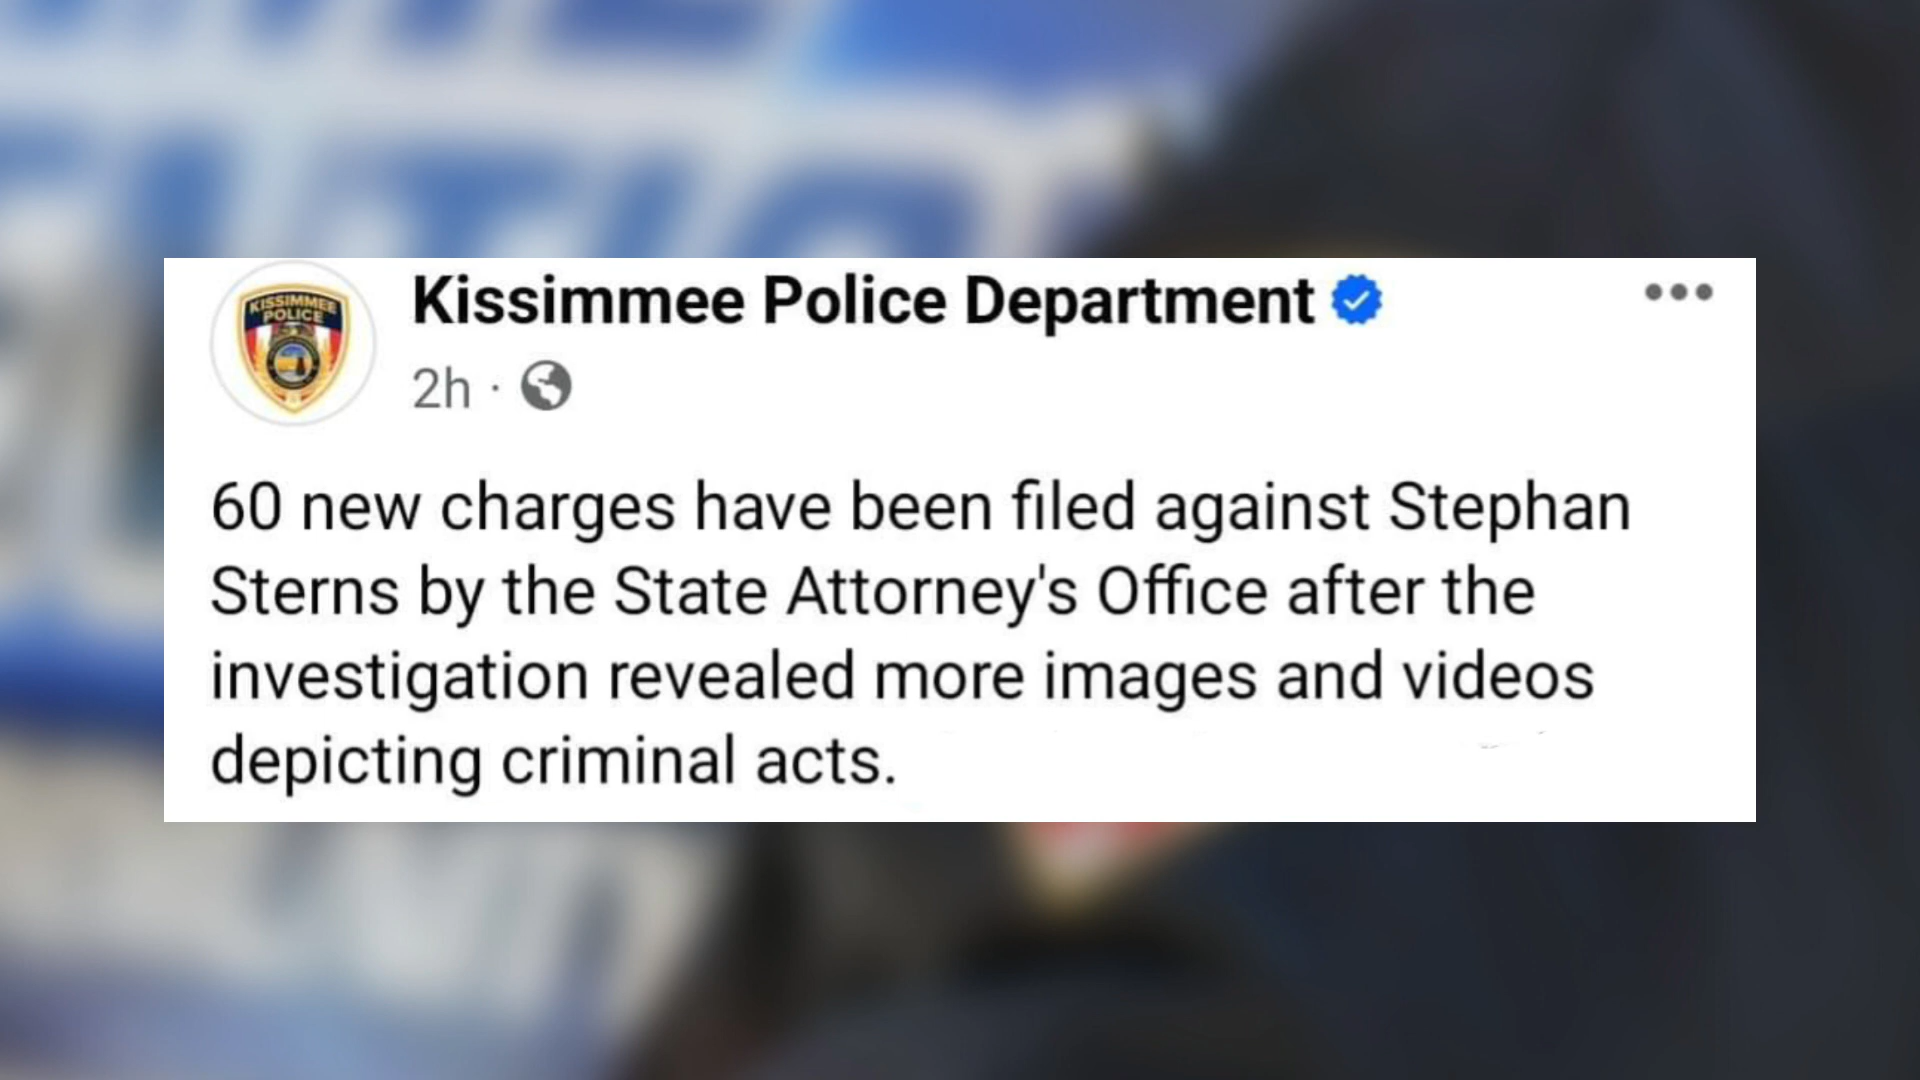 KISSIMMEE
POLICE
Kissimmee Police Department
2h ·
60 new charges have been filed against Stephan
Sterns by the State Attorney's Office after the
investigation revealed more images and videos
depicting criminal acts.